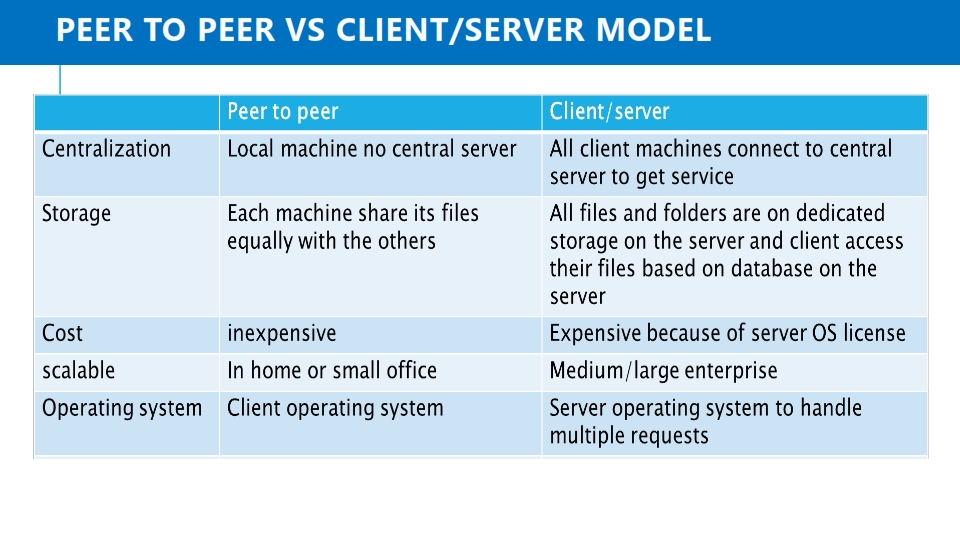 PEER TO PEER VS CLIENT/SERVER MODEL
Peer to peer
Client/server
Centralization
Local machine no central server
All client machines connect to central
server to get service
Storage
Each machine share its files
equally with the others
All files and folders are on dedicated
storage on the server and client access
their files based on database on the
server
Cost
inexpensive
Expensive because of server OS license
scalable
In home or small office
Medium/large enterprise
Operating system
Client operating system
Server operating system to handle
multiple requests